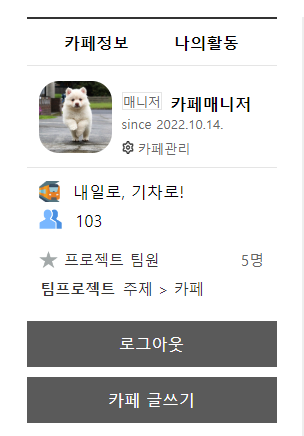 카페정보 나의활동
매니저 카페매니저
since 2022.10.14.
카페관리
내일로, 기차로!
103
프로젝트 팀원 5명
팀프로젝트 주제 > 카페
로그아웃
카페 글쓰기